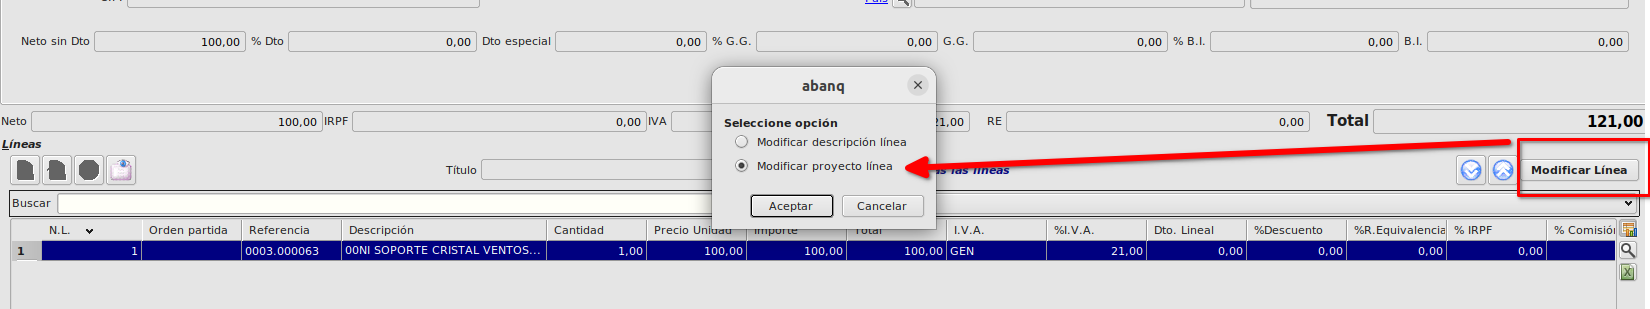 País
Neto sin Dto 100,00 % Dto 0,00 Dto especial 0,00 % G.G. 0,00 G.G. 0,00 % B.I. 0,00 B.I. 0,00
abanq
Seleccione opción
Modificar descripción línea
Modificar proyecto línea
Aceptar Cancelar
Neto 100,00 IRPF 0,00 IVA 21,00 RE 0,00 Total 121,00
Líneas
Título las líneas Modificar Línea
Buscar
N.L. Orden partida Referencia Descripción Cantidad Precio Unidad Importe Total I.V.A. %I.V.A. Dto. Lineal %Descuento %R.Equivalencia % IRPF % Comisió
1 1 0003.000063 00NI SOPORTE CRISTAL VENTOS... 1,00 100,00 100,00 100,00 GEN 21,00 0,00 0,00 0,00 0,00